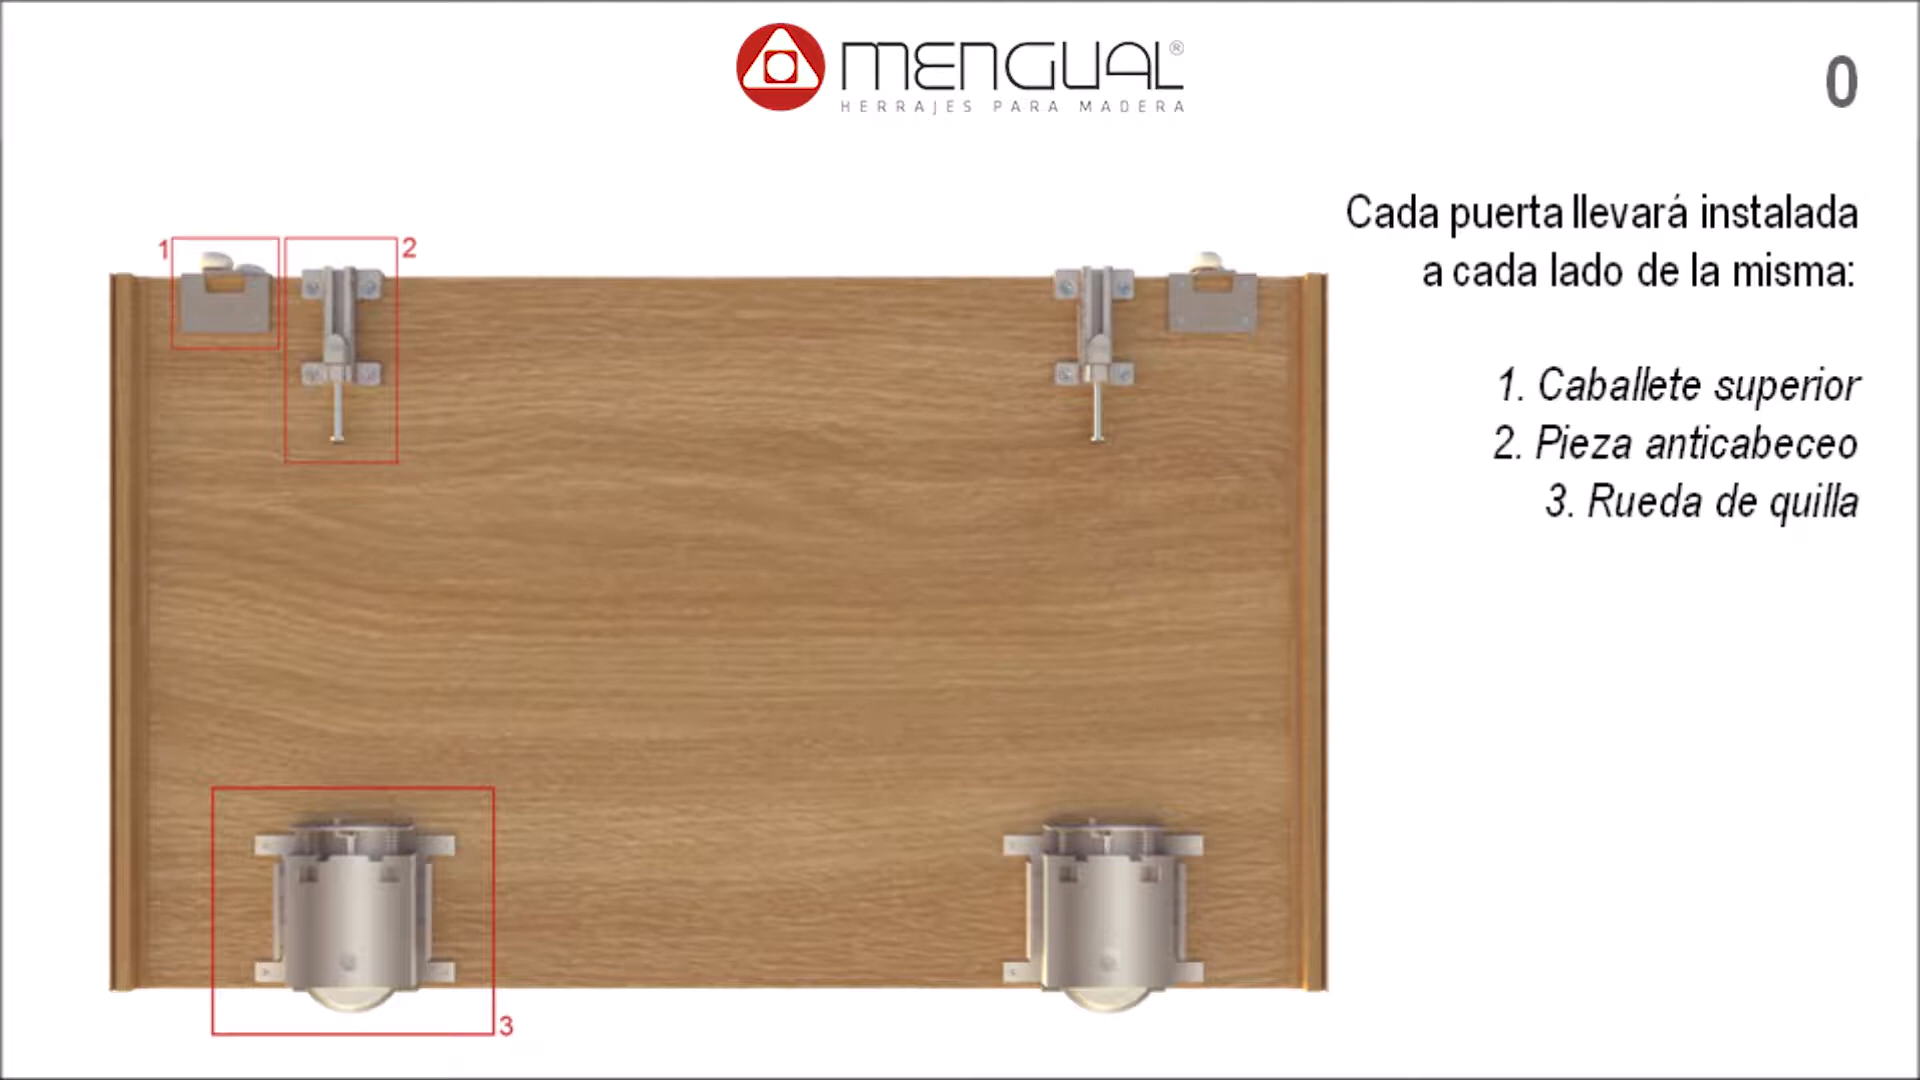 MENGUAL®
HERRAJES PARA MADERA
0
Cada puerta llevará instalada
a cada lado de la misma:
1. Caballete superior
2. Pieza anticabeceo
3. Rueda de quilla
1
2
3